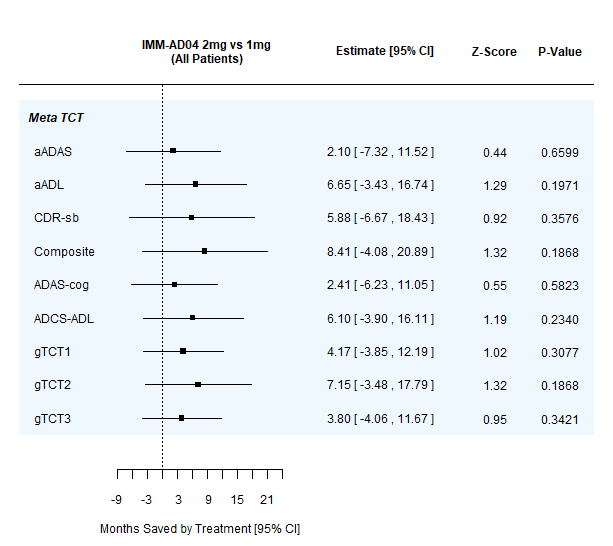 IMM-AD04 2mg vs 1mg
(All Patients) Estimate [95% CI] Z-Score P-Value
Meta TCT
aADAS 2.10 [ -7.32 , 11.52 ] 0.44 0.6599
aADL 6.65 [ -3.43 , 16.74 ] 1.29 0.1971
CDR-sb 5.88 [ -6.67 , 18.43 ] 0.92 0.3576
Composite 8.41 [ -4.08 , 20.89 ] 1.32 0.1868
ADAS-cog 2.41 [ -6.23 , 11.05 ] 0.55 0.5823
ADCS-ADL 6.10 [ -3.90 , 16.11 ] 1.19 0.2340
gTCT1 4.17 [ -3.85 , 12.19 ] 1.02 0.3077
gTCT2 7.15 [ -3.48 , 17.79 ] 1.32 0.1868
gTCT3 3.80 [ -4.06 , 11.67 ] 0.95 0.3421
-9 -3 3 9 15 21
Months Saved by Treatment [95% CI]